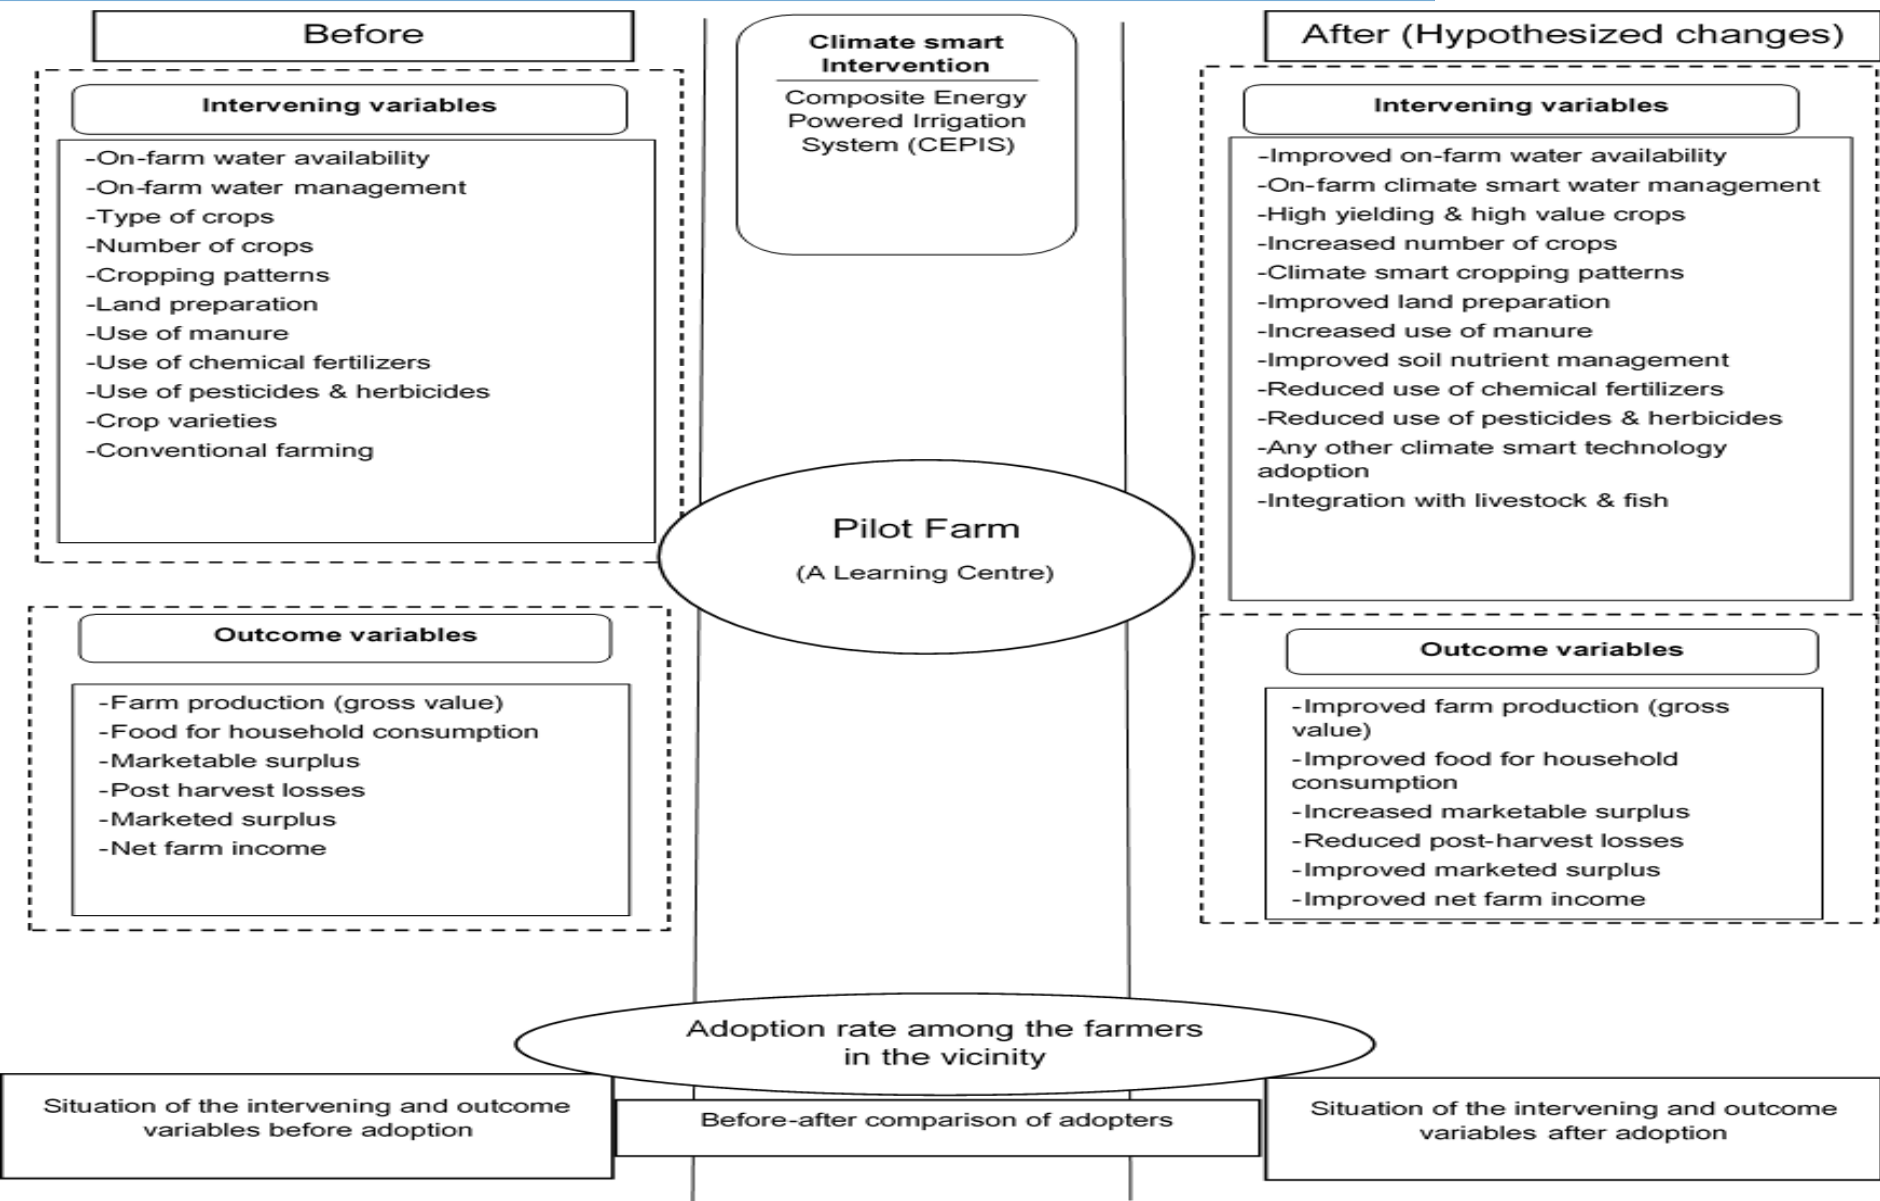 Before
Intervening variables
-On-farm water availability
-On-farm water management
-Type of crops
-Number of crops
-Cropping patterns
-Land preparation
-Use of manure
-Use of chemical fertilizers
-Use of pesticides & herbicides
-Crop varieties
-Conventional farming
Outcome variables
-Farm production (gross value)
-Food for household consumption
-Marketable surplus
-Post harvest losses
-Marketed surplus
-Net farm income
Climate smart
Intervention
Composite Energy
Powered Irrigation
System (CEPIS)
Pilot Farm
(A Learning Centre)
After (Hypothesized changes)
Intervening variables
-Improved on-farm water availability
-On-farm climate smart water management
-High yielding & high value crops
-Increased number of crops
-Climate smart cropping patterns
-Improved land preparation
-Increased use of manure
-Improved soil nutrient management
-Reduced use of chemical fertilizers
-Reduced use of pesticides & herbicides
-Any other climate smart technology
adoption
-Integration with livestock & fish
Outcome variables
-Improved farm production (gross
value)
-Improved food for household
consumption
-Increased marketable surplus
-Reduced post-harvest losses
-Improved marketed surplus
-Improved net farm income
Adoption rate among the farmers
in the vicinity
Situation of the intervening and outcome
variables before adoption
Before-after comparison of adopters
Situation of the intervening and outcome
variables after adoption